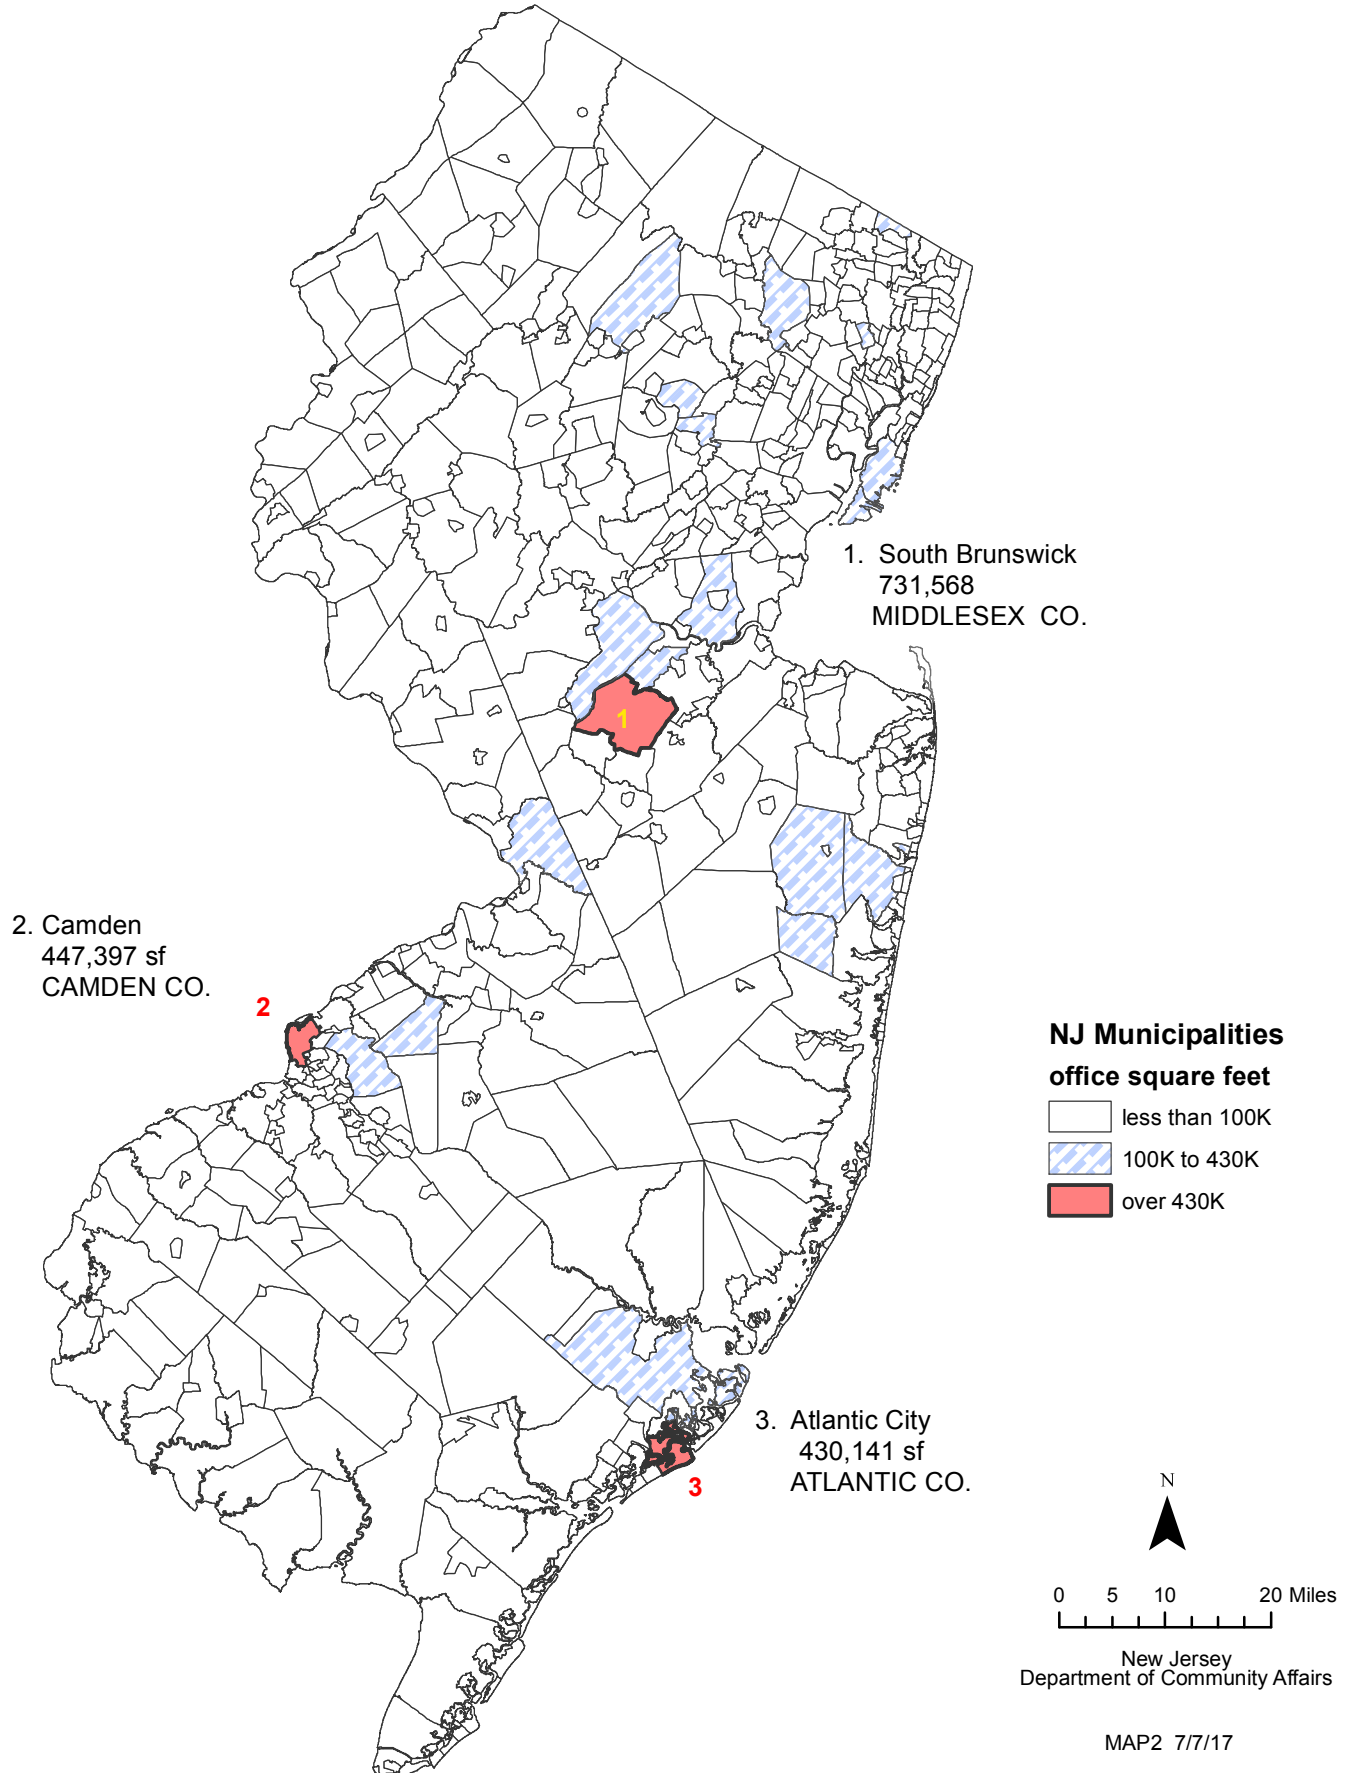 1. South Brunswick
731,568
MIDDLESEX CO.
1
2. Camden
447,397 sf
CAMDEN CO.
2
NJ Municipalities
office square feet
less than 100K
100K to 430K
over 430K
3. Atlantic City
430,141 sf
ATLANTIC CO.
3
N
0 5 10 20 Miles
New Jersey
Department of Community Affairs
MAP2 7/7/17